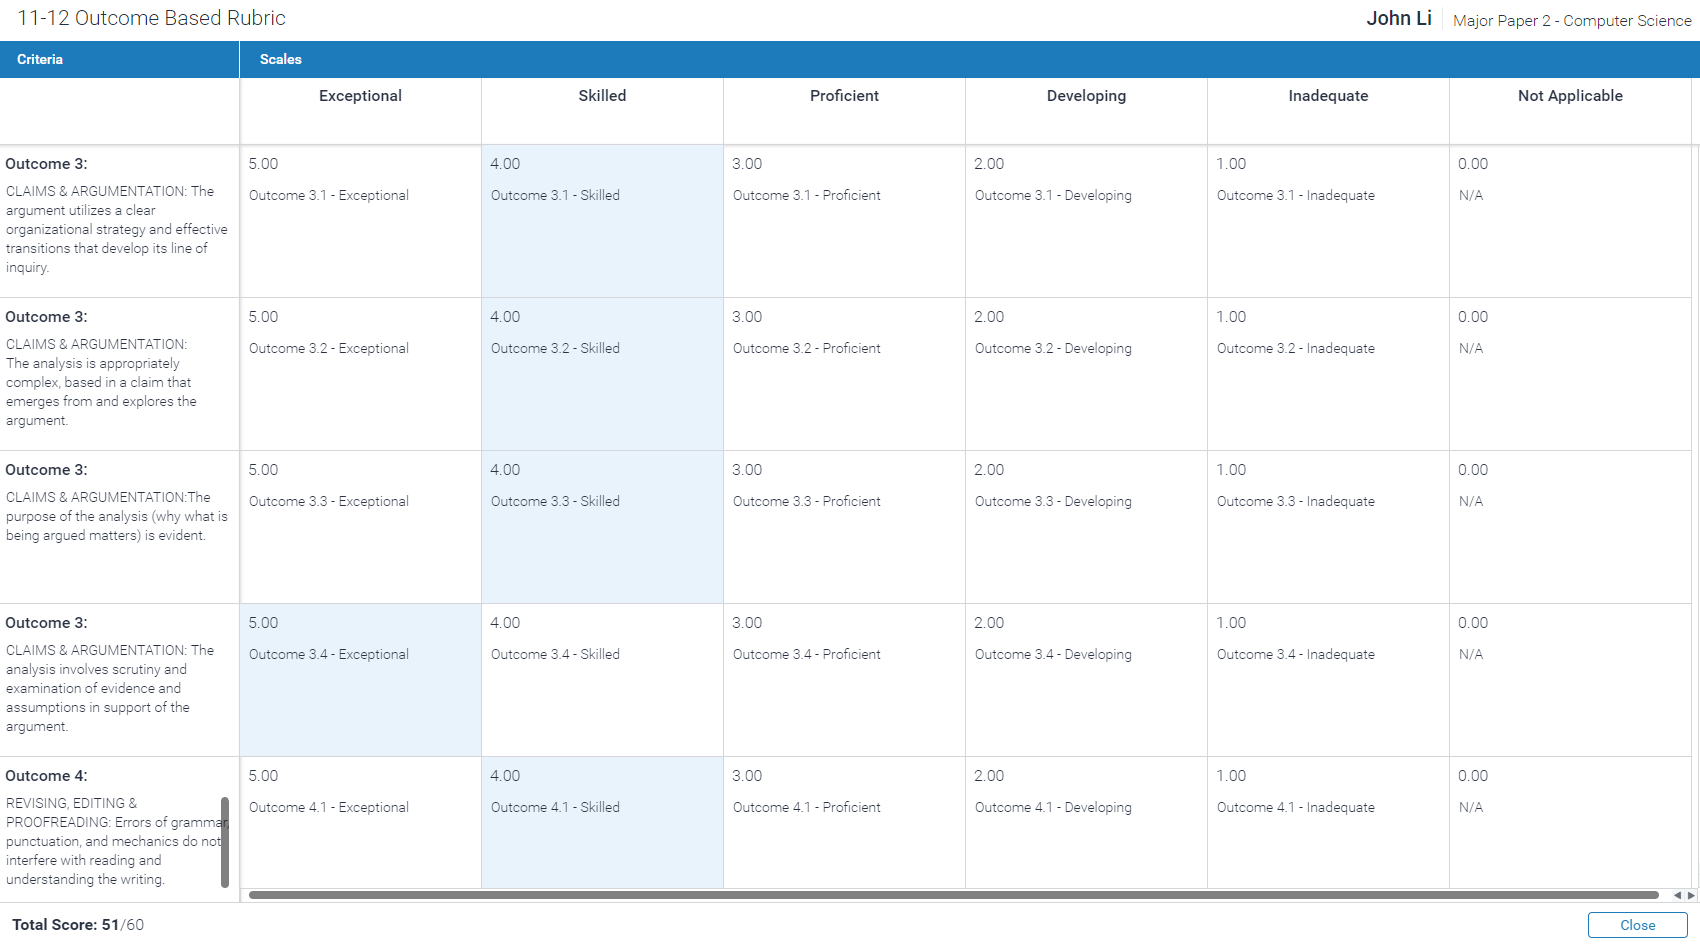 11-12 Outcome Based Rubric
John Li
Major Paper 2 - Computer Science
Criteria
Scales
Exceptional
Skilled
Proficient
Developing
Inadequate
Not Applicable
Outcome 3:
CLAIMS & ARGUMENTATION: The
argument utilizes a clear
organizational strategy and effective
transitions that develop its line of
inquiry.
5.00
Outcome 3.1 - Exceptional
4.00
Outcome 3.1 - Skilled
3.00
Outcome 3.1 - Proficient
2.00
Outcome 3.1 - Developing
1.00
Outcome 3.1 - Inadequate
0.00
N/A
Outcome 3:
CLAIMS & ARGUMENTATION:
The analysis is appropriately
complex, based in a claim that
emerges from and explores the
argument.
5.00
Outcome 3.2 - Exceptional
4.00
Outcome 3.2 - Skilled
3.00
Outcome 3.2 - Proficient
2.00
Outcome 3.2 - Developing
1.00
Outcome 3.2 - Inadequate
0.00
N/A
Outcome 3:
CLAIMS & ARGUMENTATION:The
purpose of the analysis (why what is
being argued matters) is evident.
5.00
Outcome 3.3 - Exceptional
4.00
Outcome 3.3 - Skilled
3.00
Outcome 3.3 - Proficient
2.00
Outcome 3.3 - Developing
1.00
Outcome 3.3 - Inadequate
0.00
N/A
Outcome 3:
CLAIMS & ARGUMENTATION: The
analysis involves scrutiny and
examination of evidence and
assumptions in support of the
argument.
5.00
Outcome 3.4 - Exceptional
4.00
Outcome 3.4 - Skilled
3.00
Outcome 3.4 - Proficient
2.00
Outcome 3.4 - Developing
1.00
Outcome 3.4 - Inadequate
0.00
N/A
Outcome 4:
REVISING, EDITING &
PROOFREADING: Errors of grammar,
punctuation, and mechanics do not
interfere with reading and
understanding the writing.
5.00
Outcome 4.1 - Exceptional
4.00
Outcome 4.1 - Skilled
3.00
Outcome 4.1 - Proficient
2.00
Outcome 4.1 - Developing
1.00
Outcome 4.1 - Inadequate
0.00
N/A
Total Score: 51/60
Close